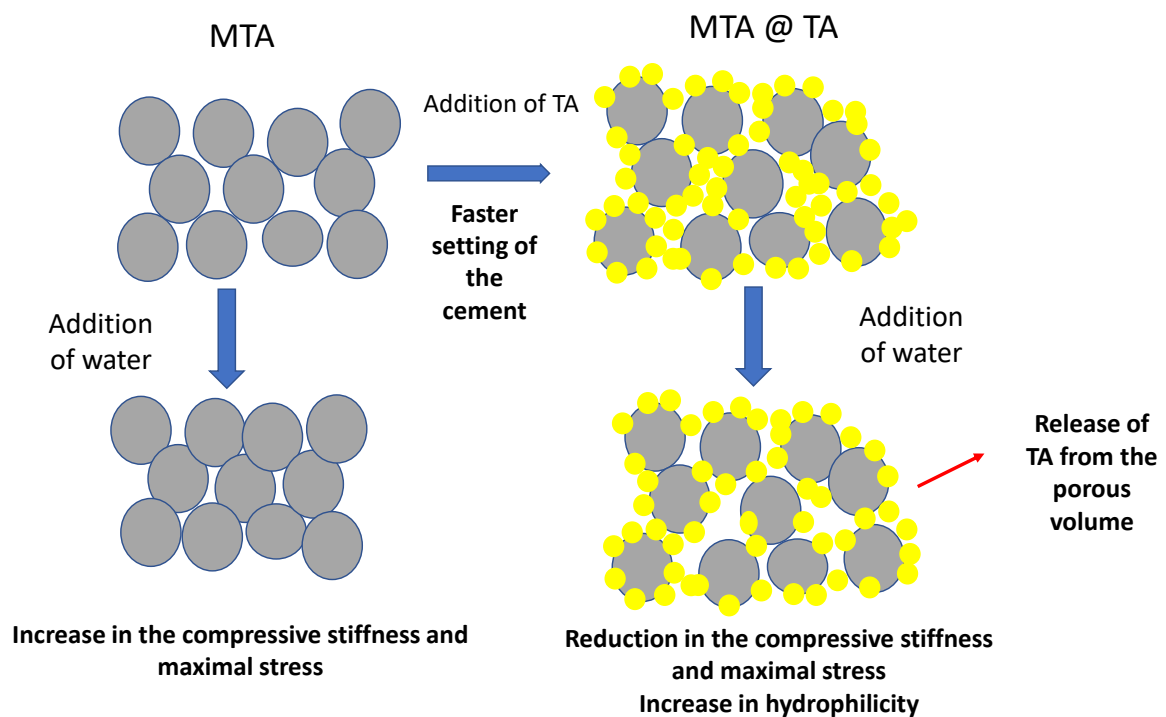 MTA
MTA @ TA
Addition of TA
Faster
setting of
the
cement
Addition
of water
Addition
of water
Release of
TA from the
porous
volume
Increase in the compressive stiffness and
maximal stress
Reduction in the compressive stiffness
and maximal stress
Increase in hydrophilicity